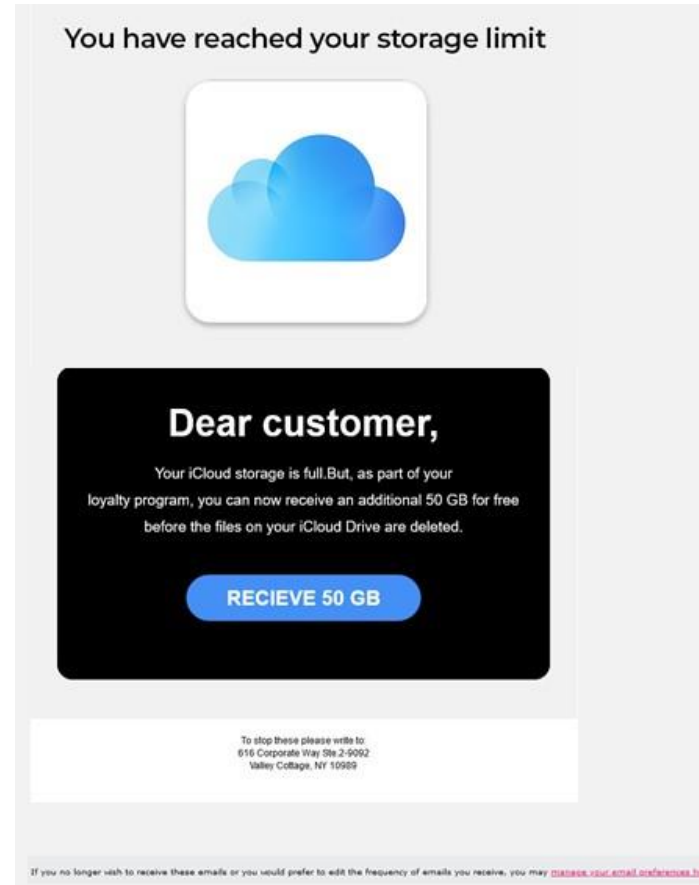 You have reached your storage limit
Dear customer,
Your iCloud storage is full.But, as part of your
loyalty program, you can now receive an additional 50 GB for free
before the files on your iCloud Drive are deleted.
RECIEVE 50 GB
To stop these please write to:
616 Corporate Way Ste.2-9092
Valley Cottage, NY 10989
If you no longer wish to receive these emails or you would prefer to edit the frequency of emails you receive, you may manage your email preferences